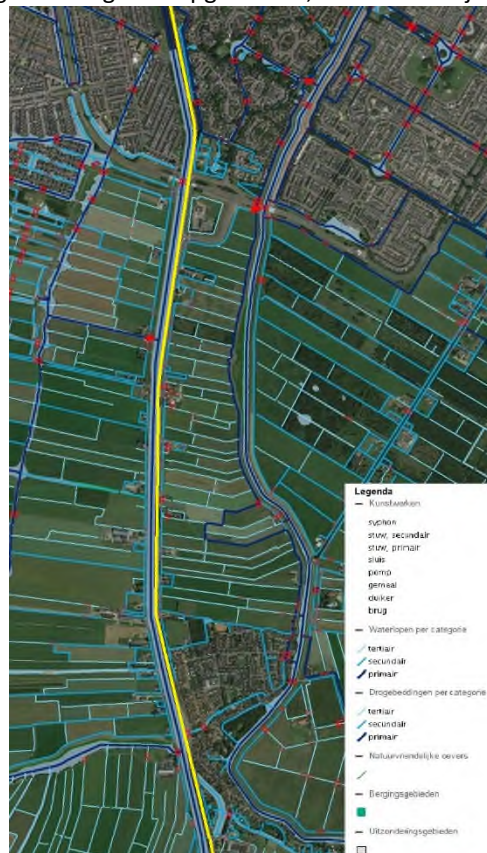 Legenda
– Kunstwerken
syphon
stuw, secundair
stuw, primair
sluis
pomp
gemaal
duiker
brug
– Waterlopen per categorie
tertiair
secundair
primair
– Drogebeddingen per categorie
tertiair
secundair
primair
– Natuurvriendelijke oevers
– Bergingsgebieden
– Uitzonderingsgebieden